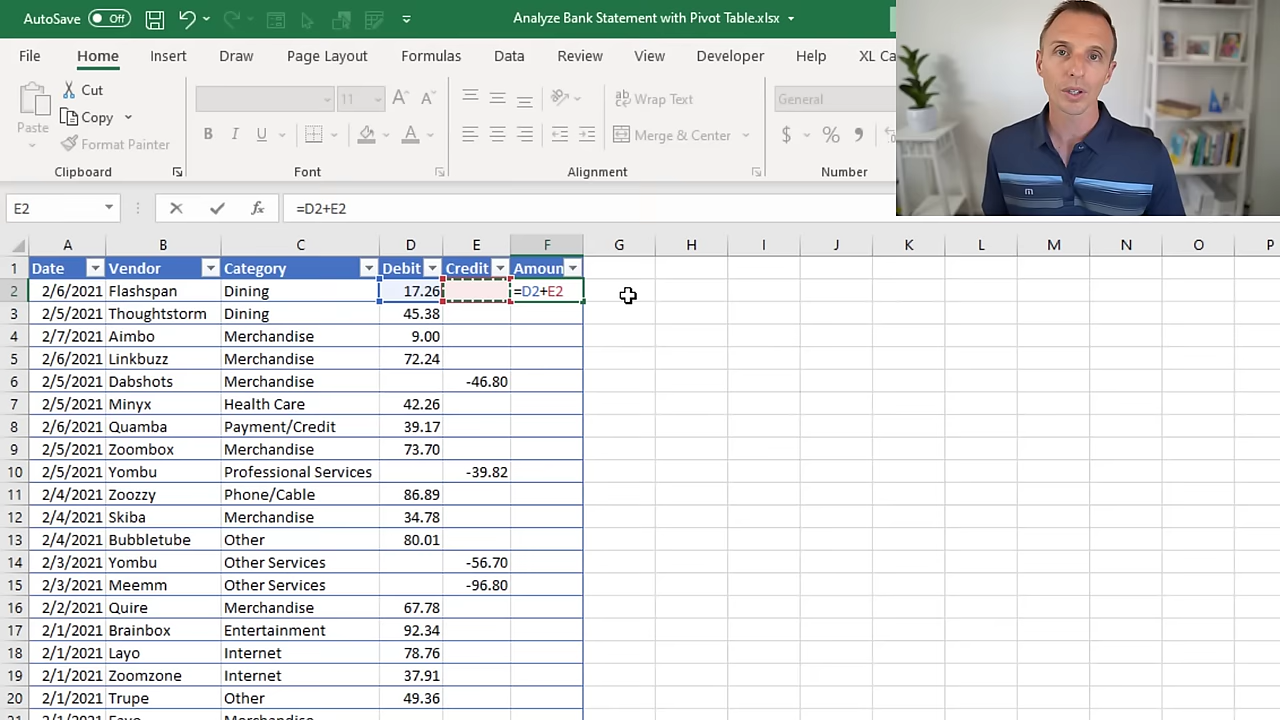 AutoSave Off Analyze Bank Statement with Pivot Table.xlsx
File Home Insert Draw Page Layout Formulas Data Review View Developer Help XL Ca
Paste Cut 11 A A Wrap Text General
Copy
Format Painter B I U A Merge & Center $ % 9
Clipboard Font Alignment Number
E2 fx =D2+E2
A B C D E F G H I J K L M N O P
1 Date Vendor Category Debit Credit Amoun
2 2/6/2021 Flashspan Dining 17.26 =D2+E2
3 2/5/2021 Thoughtstorm Dining 45.38
4 2/7/2021 Aimbo Merchandise 9.00
5 2/6/2021 Linkbuzz Merchandise 72.24
6 2/5/2021 Dabshots Merchandise -46.80
7 2/5/2021 Minyx Health Care 42.26
8 2/6/2021 Quamba Payment/Credit 39.17
9 2/5/2021 Zoombox Merchandise 73.70
10 2/5/2021 Yombu Professional Services -39.82
11 2/4/2021 Zoozzy Phone/Cable 86.89
12 2/4/2021 Skiba Merchandise 34.78
13 2/4/2021 Bubbletube Other 80.01
14 2/3/2021 Yombu Other Services -56.70
15 2/3/2021 Meemm Other Services -96.80
16 2/2/2021 Quire Merchandise 67.78
17 2/1/2021 Brainbox Entertainment 92.34
18 2/1/2021 Layo Internet 78.76
19 2/1/2021 Zoomzone Internet 37.91
20 2/1/2021 Trupe Other 49.36